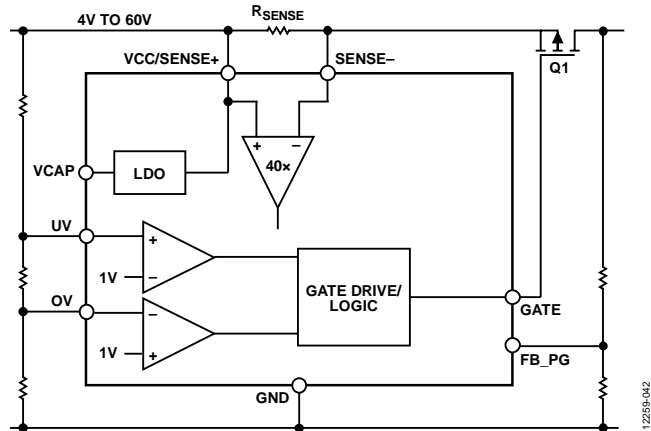 4V TO 60V
RSENSE
VCC/SENSE+
SENSE–
Q1
+
–
40×
VCAP
LDO
UV
+
1V
–
GATE DRIVE/
LOGIC
OV
–
1V
+
GATE
FB_PG
GND
12259-042